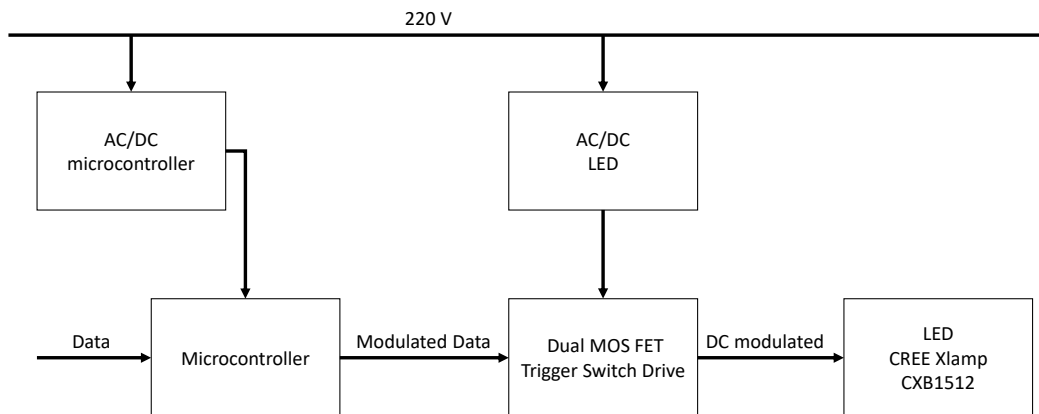 220 V
AC/DC
microcontroller
AC/DC
LED
Data
Microcontroller
Modulated Data
Dual MOS FET
Trigger Switch Drive
DC modulated
LED
CREE Xlamp
CXB1512